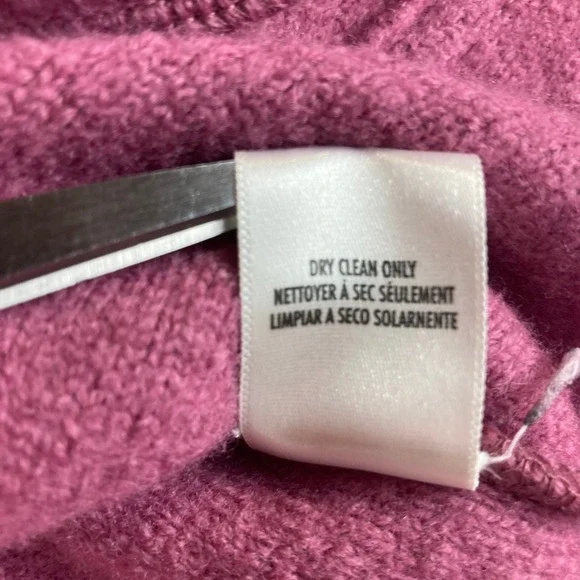 DRY CLEAN ONLY
NETTOYER À SEC SÉULEMENT
LIMPIAR A SECO SOLARNENTE